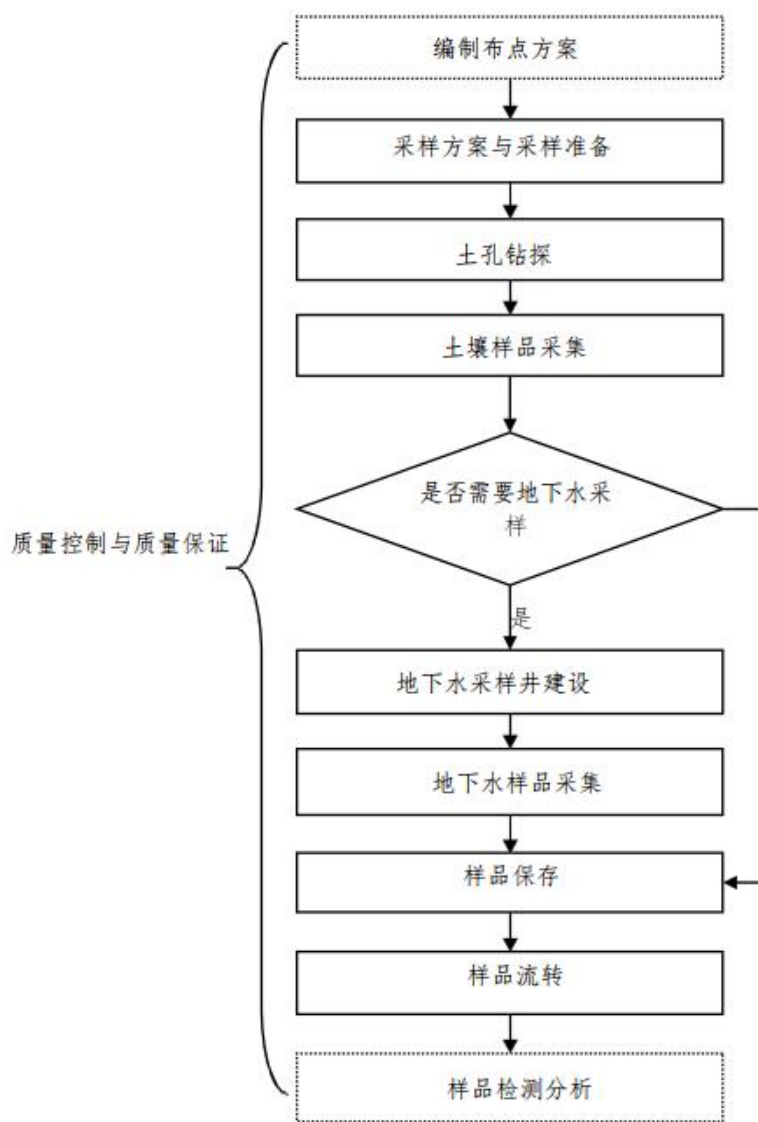 编制布点方案
采样方案与采样准备
土孔钻探
土壤样品采集
是否需要地下水采
样
质量控制与质量保证
是
地下水采样井建设
地下水样品采集
样品保存
样品流转
样品检测分析